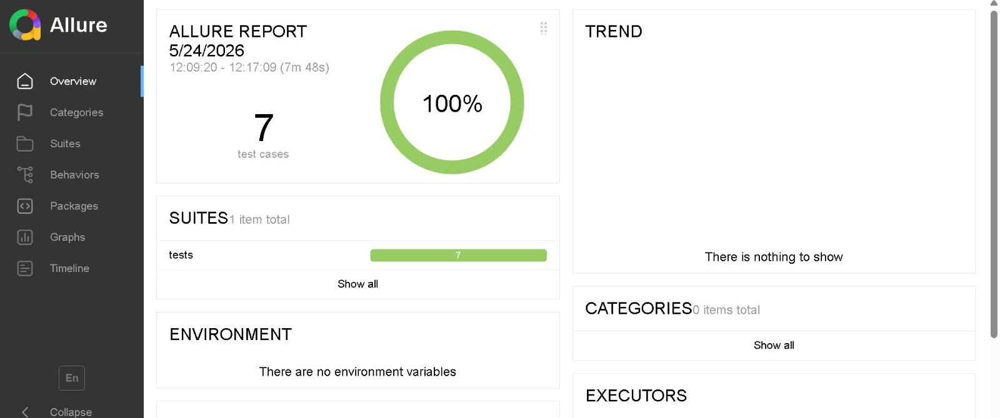 Allure
Overview
Categories
Suites
Behaviors
Packages
Graphs
Timeline
En
Collapse
ALLURE REPORT
5/24/2026
12:09:20 - 12:17:09 (7m 48s)
7
test cases
100%
SUITES 1 item total
tests 7
Show all
ENVIRONMENT
There are no environment variables
TREND
There is nothing to show
CATEGORIES 0 items total
Show all
EXECUTORS